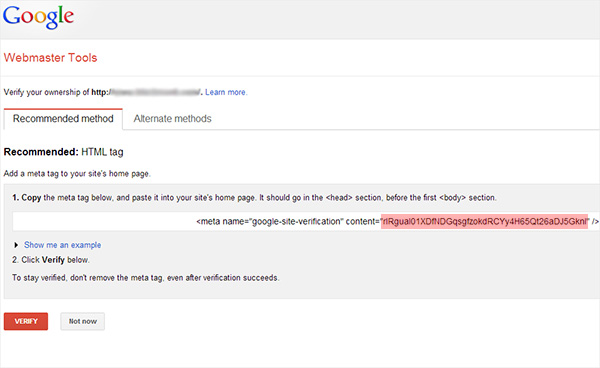 Google
Webmaster Tools
Verify your ownership of http:/ . Learn more.
Recommended method Alternate methods
Recommended: HTML tag
Add a meta tag to your site's home page.
1. Copy the meta tag below, and paste it into your site's home page. It should go in the <head> section, before the first <body> section.
<meta name="google-site-verification" content="rlRgual01XDfNDGqsgfzokdRCYy4H65Qt26aDJ5GknI" />
Show me an example
2. Click Verify below.
To stay verified, don't remove the meta tag, even after verification succeeds.
VERIFY Not now